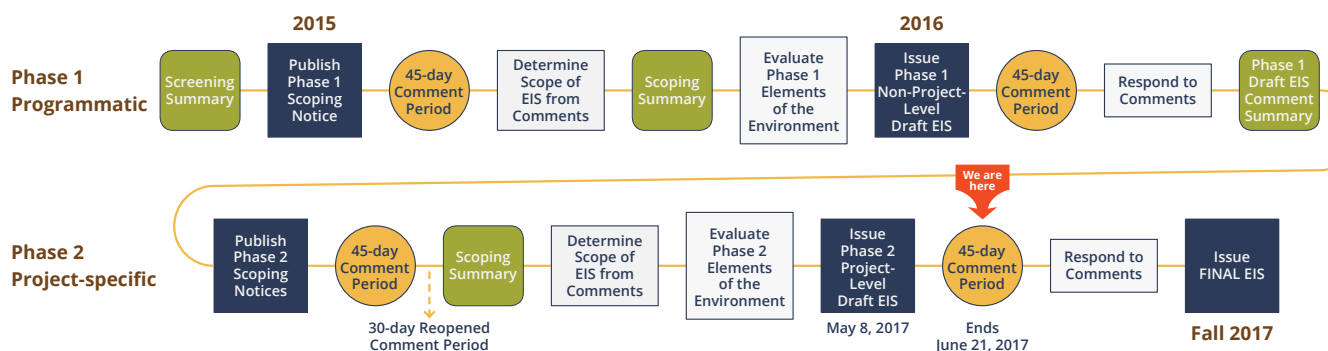 2015
2016
Phase 1
Programmatic
Screening
Summary
Publish
Phase 1
Scoping
Notice
45-day
Comment
Period
Determine
Scope of
EIS from
Comments
Scoping
Summary
Evaluate
Phase 1
Elements
of the
Environment
Issue
Phase 1
Non-Project-
Level
Draft EIS
45-day
Comment
Period
Respond to
Comments
Phase 1
Draft EIS
Comment
Summary
We are
here
Phase 2
Project-specific
Publish
Phase 2
Scoping
Notices
45-day
Comment
Period
30-day Reopened
Comment Period
Scoping
Summary
Determine
Scope of
EIS from
Comments
Evaluate
Phase 2
Elements
of the
Environment
Issue
Phase 2
Project-
Level
Draft EIS
May 8, 2017
45-day
Comment
Period
Ends
June 21, 2017
Respond to
Comments
Issue
FINAL EIS
Fall 2017